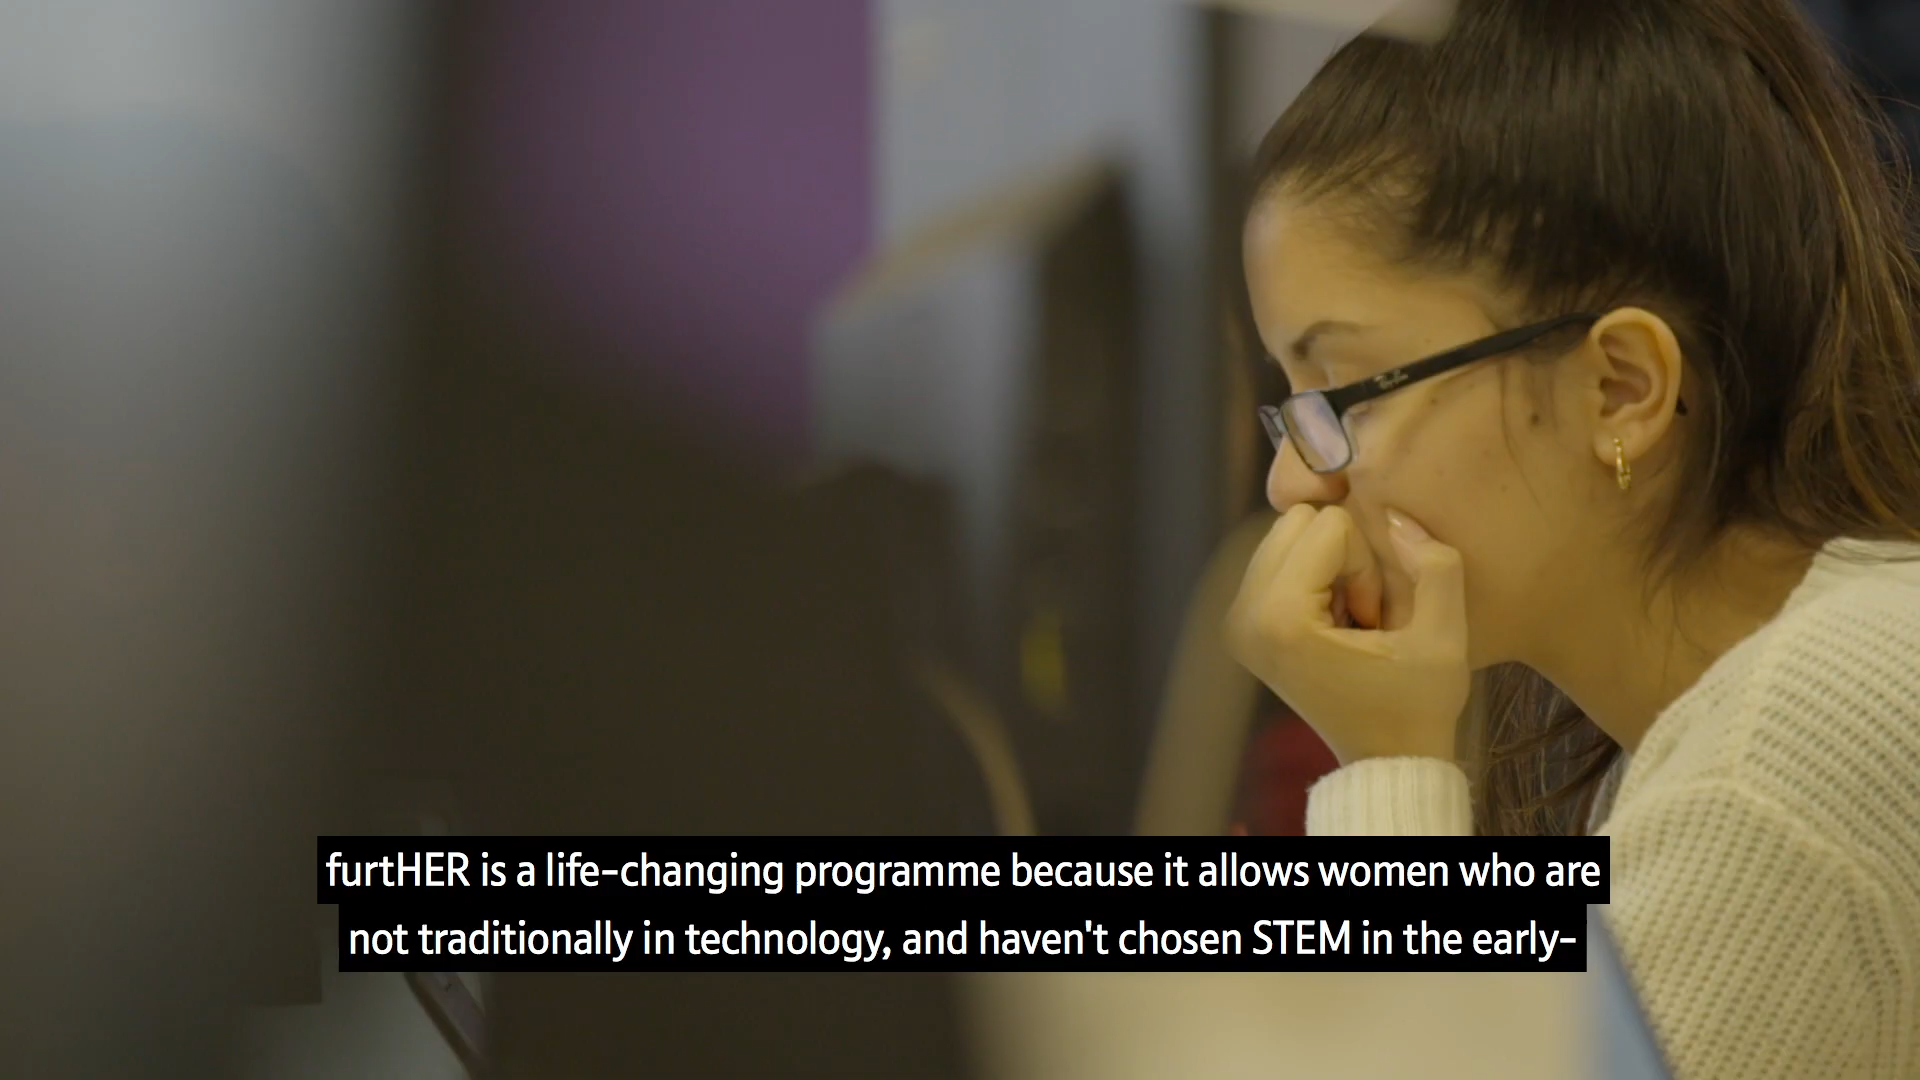 furtHER is a life-changing programme because it allows women who are
not traditionally in technology, and haven't chosen STEM in the early-